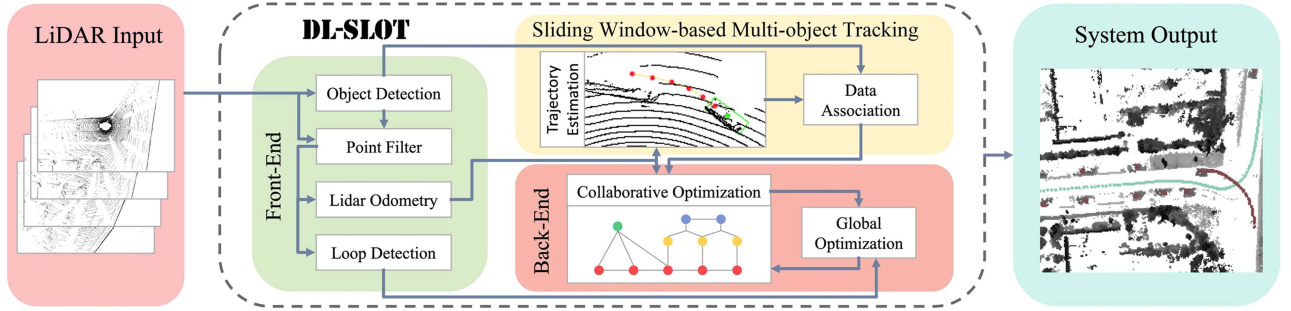 LiDAR Input
DL-SLOT
Front-End
Object Detection
Point Filter
Lidar Odometry
Loop Detection
Sliding Window-based Multi-object Tracking
Trajectory
Estimation
Data
Association
Back-End
Collaborative Optimization
Global
Optimization
System Output